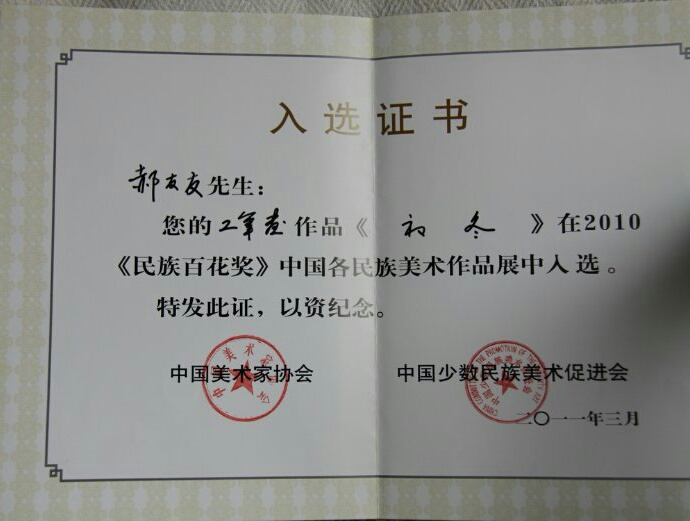 入选证书
郝友友先生：
您的工笔画作品《初冬》在2010
《民族百花奖》中国各民族美术作品展中入选。
特发此证，以资纪念。
中国美术家协会 中国少数民族美术促进会
二〇一一年三月